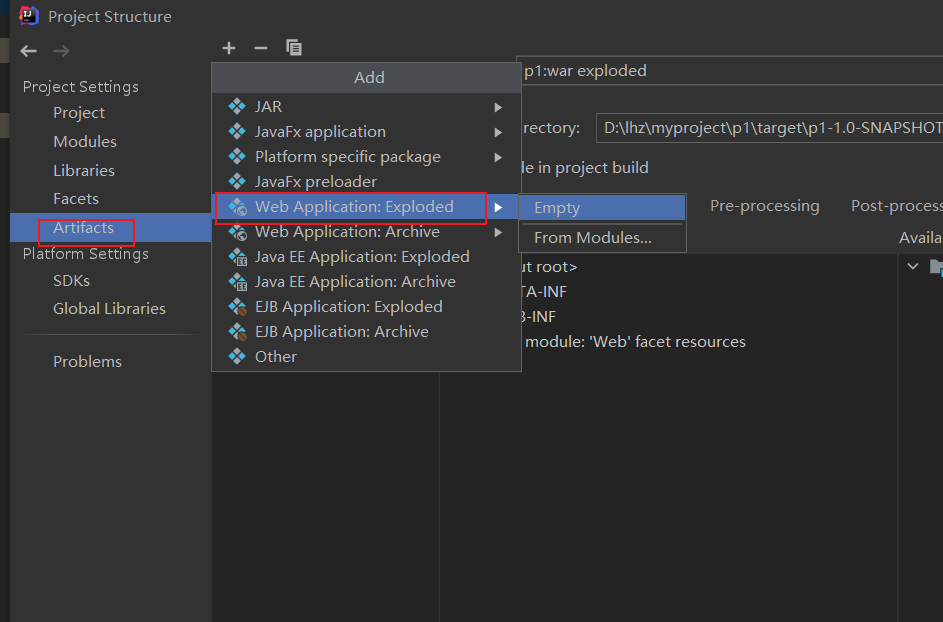 Project Structure
Project Settings
Project
Modules
Libraries
Facets
Artifacts
Platform Settings
SDKs
Global Libraries
Problems
Add
JAR
JavaFx application
Platform specific package
JavaFx preloader
Web Application: Exploded
Web Application: Archive
Java EE Application: Exploded
Java EE Application: Archive
EJB Application: Exploded
EJB Application: Archive
Other
Empty
From Modules...
p1:war exploded
rectory: D:\lhz\myproject\p1\target\p1-1.0-SNAPSHOT
de in project build
Pre-processing Post-process
Availa
ut root>
TA-INF
B-INF
module: 'Web' facet resources